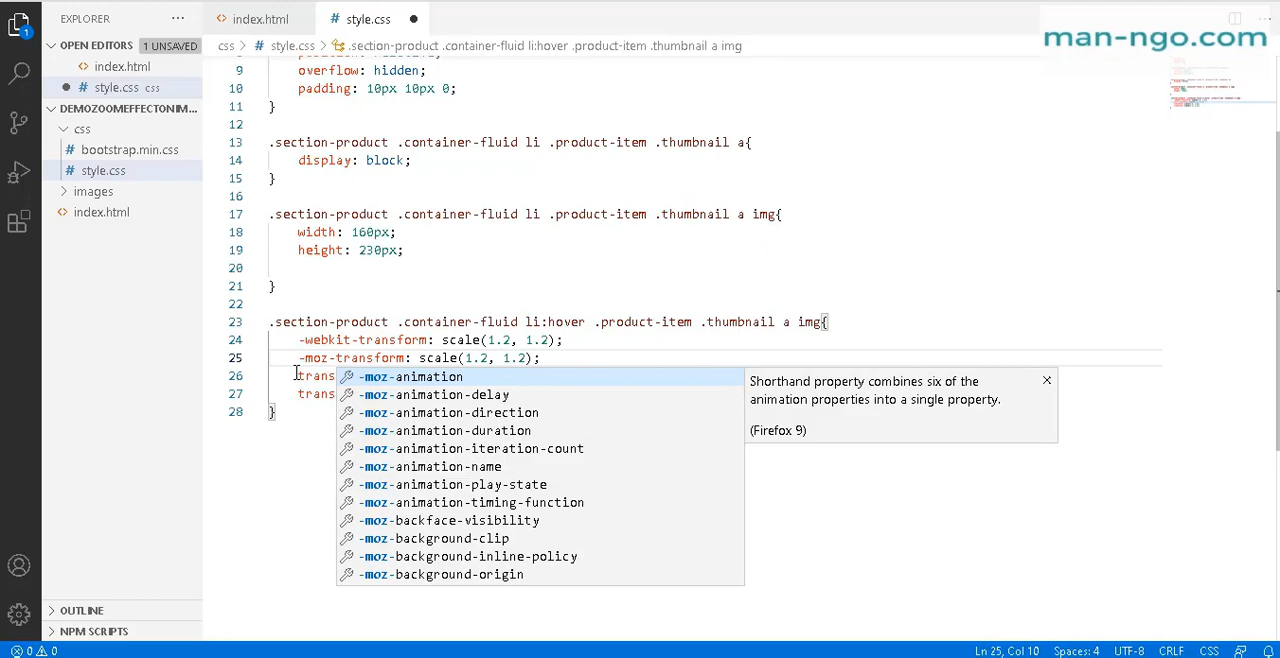 EXPLORER ···
index.html
# style.css
man-ngo.com
1
OPEN EDITORS 1 UNSAVED
css > # style.css > .section-product .container-fluid li:hover .product-item .thumbnail a img
index.html
# style.css css
DEMOZOOMEFFECTONIM...
css
# bootstrap.min.css
# style.css
images
index.html
9 overflow: hidden;
10 padding: 10px 10px 0;
11 }
12
13 .section-product .container-fluid li .product-item .thumbnail a{
14 display: block;
15 }
16
17 .section-product .container-fluid li .product-item .thumbnail a img{
18 width: 160px;
19 height: 230px;
20
21 }
22
23 .section-product .container-fluid li:hover .product-item .thumbnail a img{
24 -webkit-transform: scale(1.2, 1.2);
25 -moz-transform: scale(1.2, 1.2);
26 trans
27 trans
28 }
-moz-animation
-moz-animation-delay
-moz-animation-direction
-moz-animation-duration
-moz-animation-iteration-count
-moz-animation-name
-moz-animation-play-state
-moz-animation-timing-function
-moz-backface-visibility
-moz-background-clip
-moz-background-inline-policy
-moz-background-origin
Shorthand property combines six of the
animation properties into a single property.
(Firefox 9)
OUTLINE
NPM SCRIPTS
0 0
Ln 25, Col 10 Spaces: 4 UTF-8 CRLF CSS